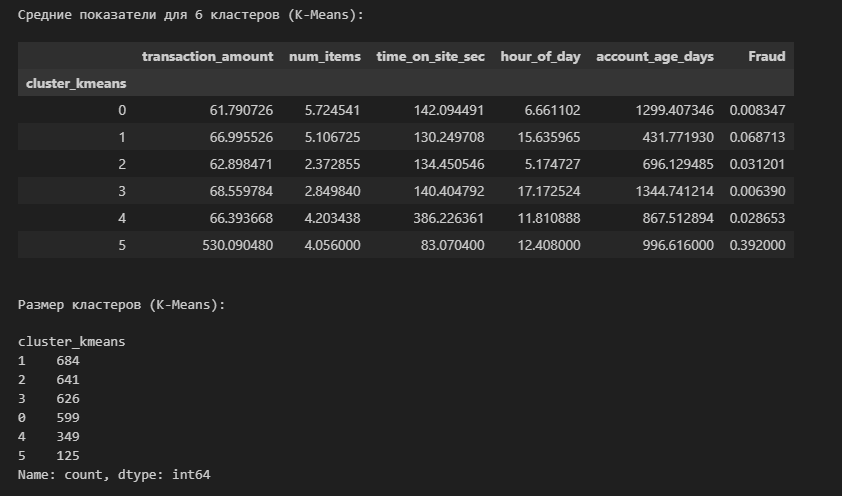 Средние показатели для 6 кластеров (K-Means):
transaction_amount num_items time_on_site_sec hour_of_day account_age_days Fraud
cluster_kmeans
0 61.790726 5.724541 142.094491 6.661102 1299.407346 0.008347
1 66.995526 5.106725 130.249708 15.635965 431.771930 0.068713
2 62.898471 2.372855 134.450546 5.174727 696.129485 0.031201
3 68.559784 2.849840 140.404792 17.172524 1344.741214 0.006390
4 66.393668 4.203438 386.226361 11.810888 867.512894 0.028653
5 530.090480 4.056000 83.070400 12.408000 996.616000 0.392000
Размер кластеров (K-Means):
cluster_kmeans
1 684
2 641
3 626
0 599
4 349
5 125
Name: count, dtype: int64